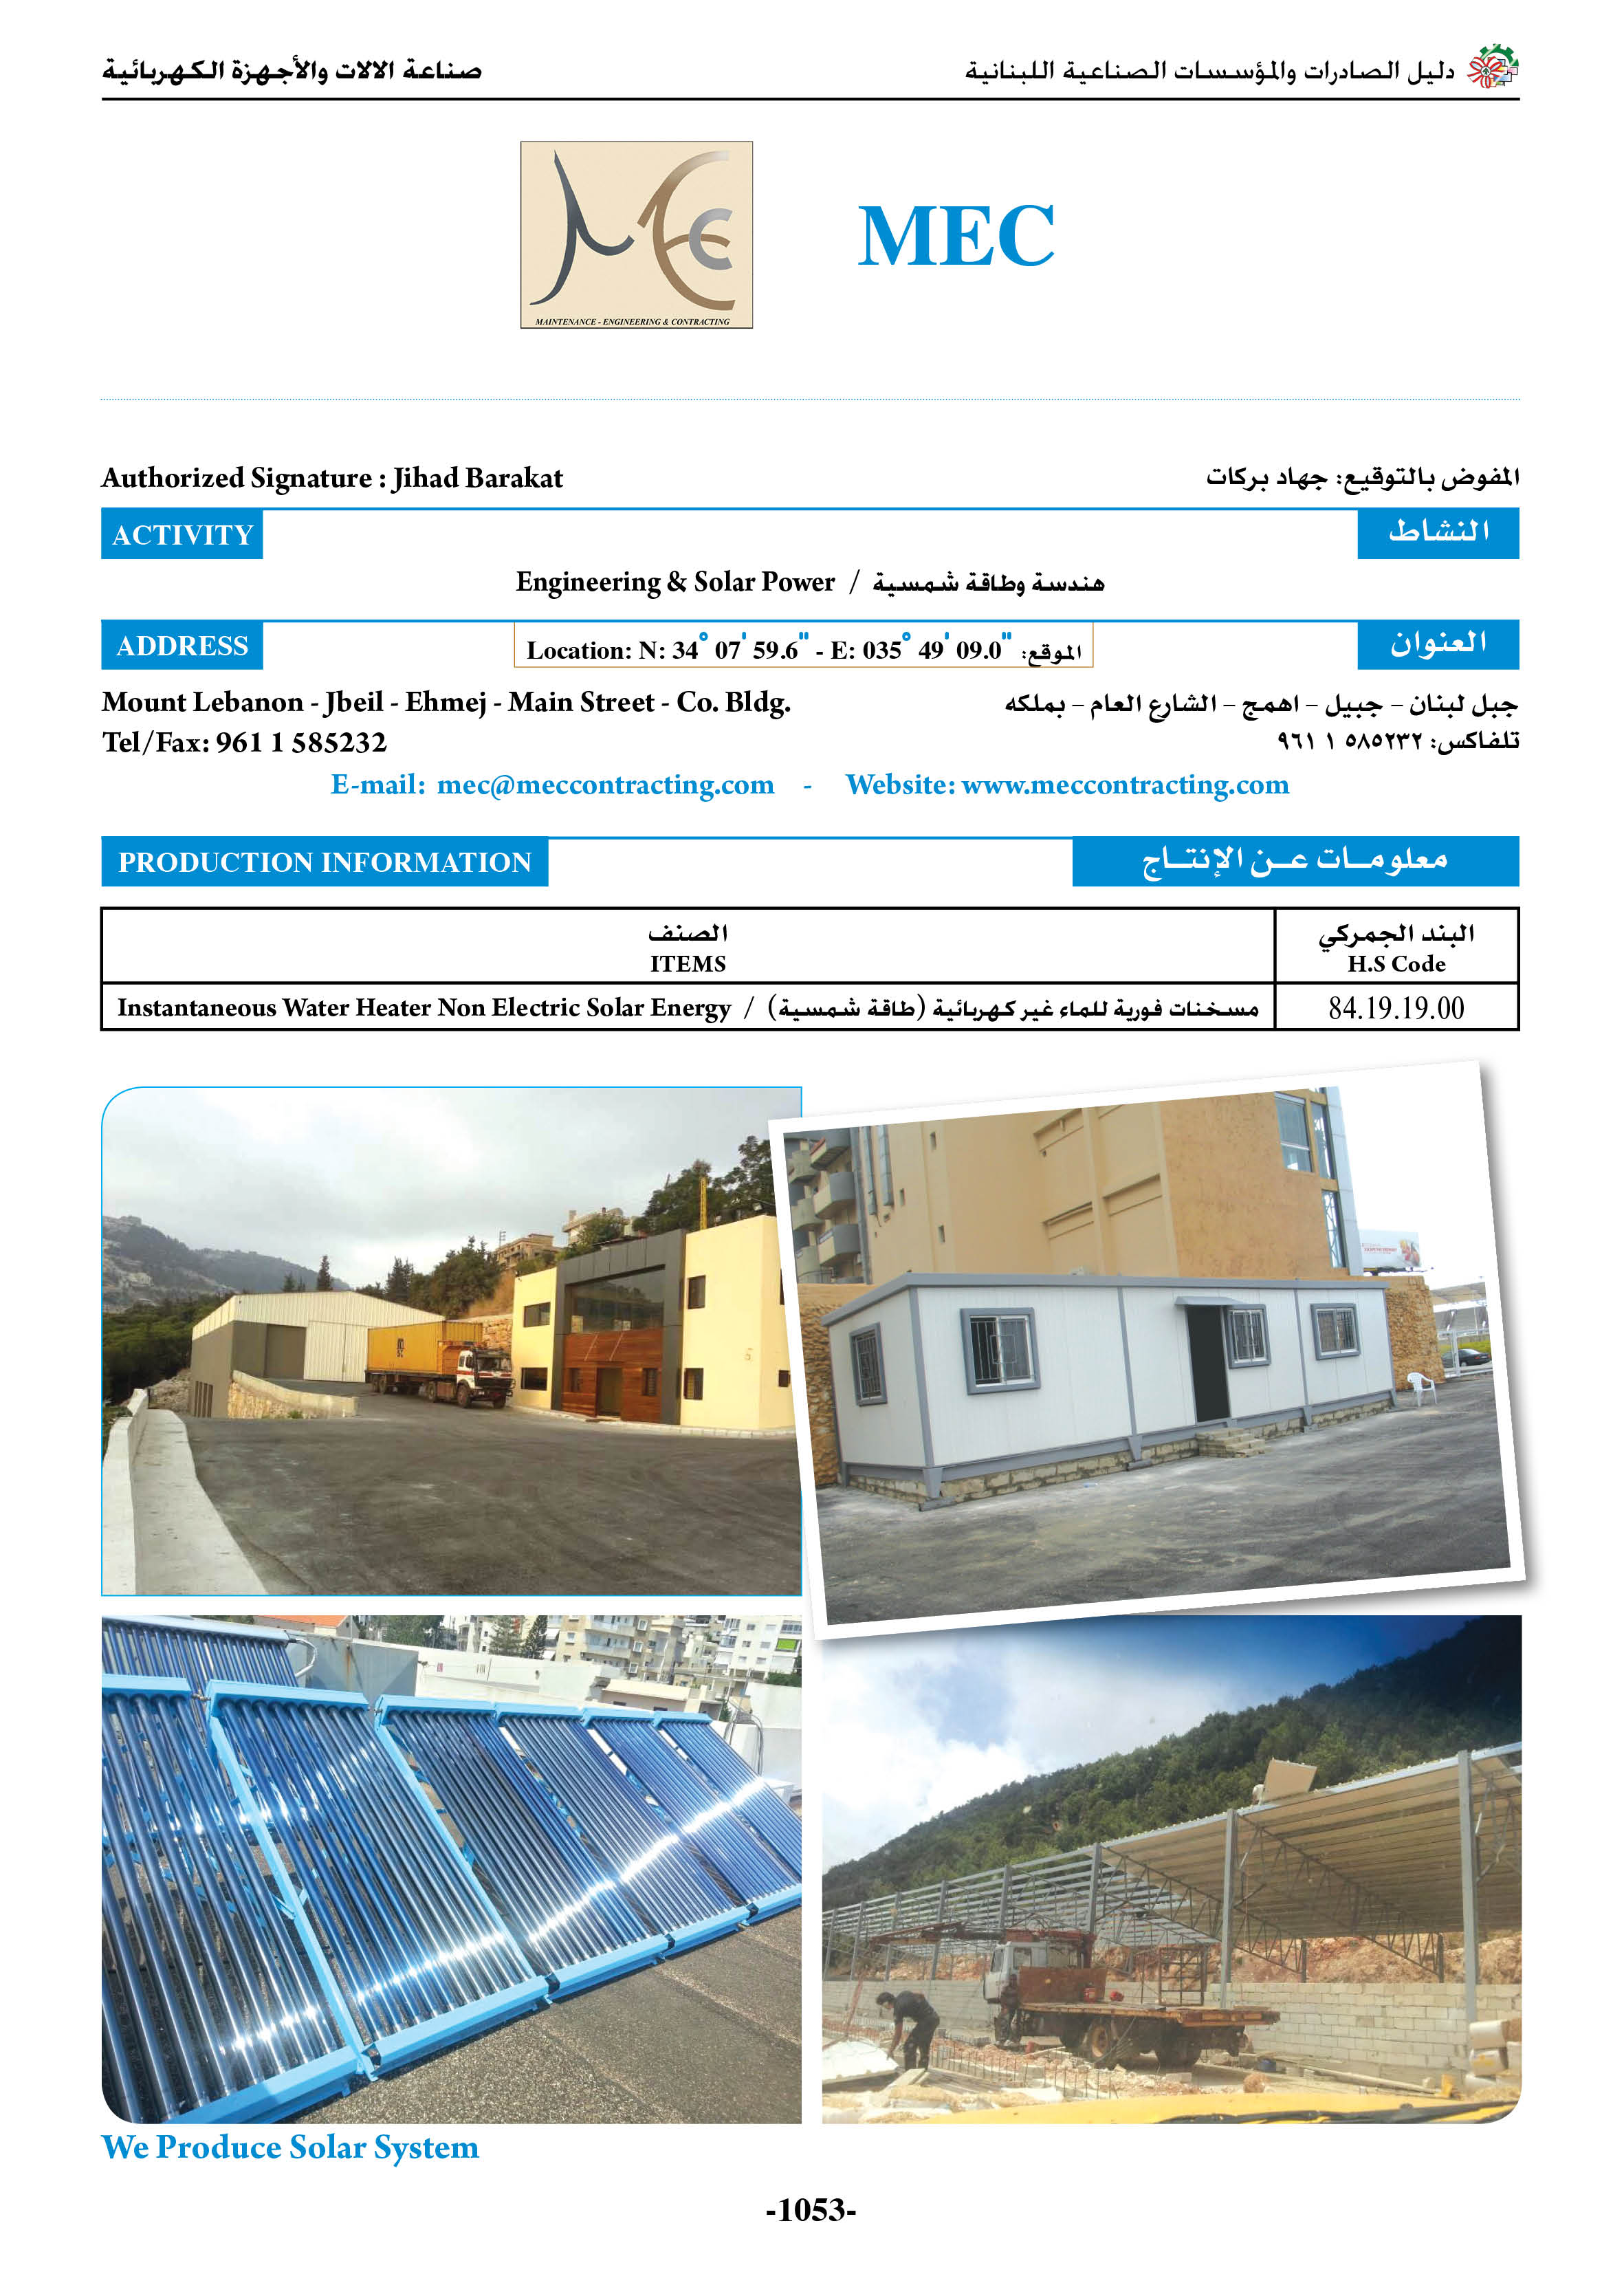 دليل الصادرات والمؤسسات الصناعية اللبنانية
صناعة الالات والأجهزة الكهربائية
MEC
MAINTENANCE - ENGINEERING & CONTRACTING
MEC
Authorized Signature : Jihad Barakat
المفوض بالتوقيع: جهاد بركات
ACTIVITY
النشاط
Engineering & Solar Power / هندسة وطاقة شمسية
ADDRESS
Location: N: 34° 07' 59.6" - E: 035° 49' 09.0" الموقع:
العنوان
Mount Lebanon - Jbeil - Ehmej - Main Street - Co. Bldg.
جبل لبنان - جبيل - اهمج - الشارع العام - بملكه
Tel/Fax: 961 1 585232
تلفاكس: ٥٨٥٢٣٢ ١ ٩٦١
E-mail: mec@meccontracting.com - Website: www.meccontracting.com
PRODUCTION INFORMATION
معلومـات عـن الإنتـاج
الصنف
ITEMS
البند الجمركي
H.S Code
Instantaneous Water Heater Non Electric Solar Energy / مسخنات فورية للماء غير كهربائية (طاقة شمسية)
84.19.19.00
We Produce Solar System
-1053-